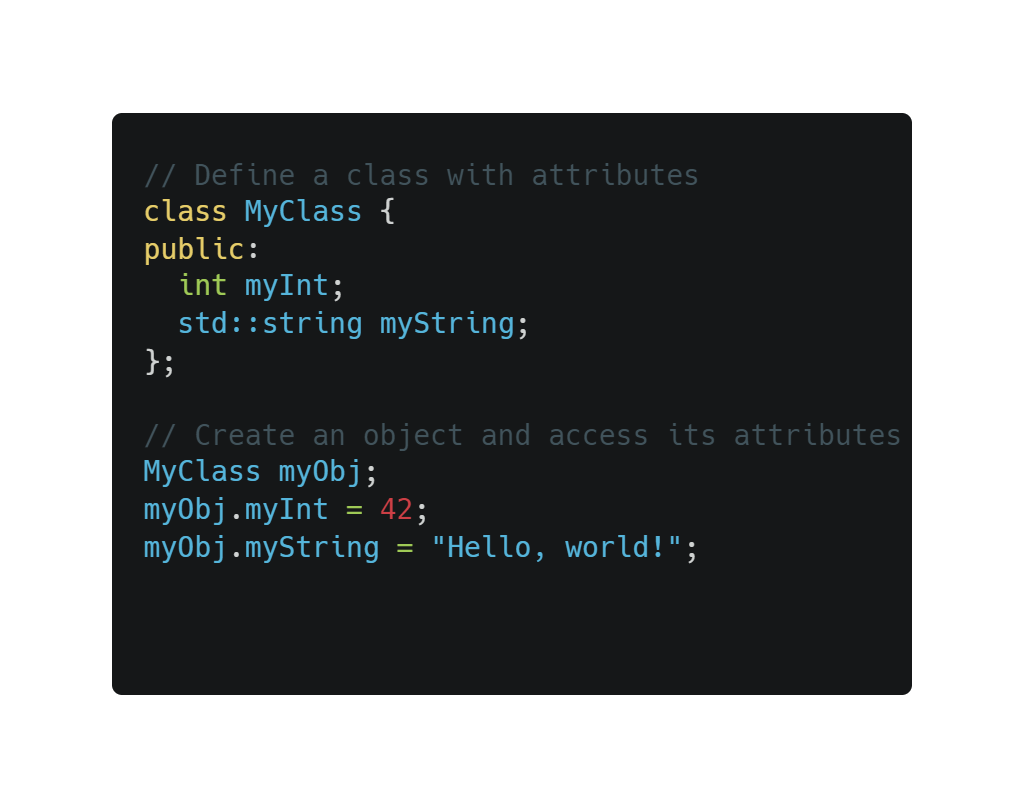 // Define a class with attributes
class MyClass {
public:
  int myInt;
  std::string myString;
};

// Create an object and access its attributes
MyClass myObj;
myObj.myInt = 42;
myObj.myString = "Hello, world!";